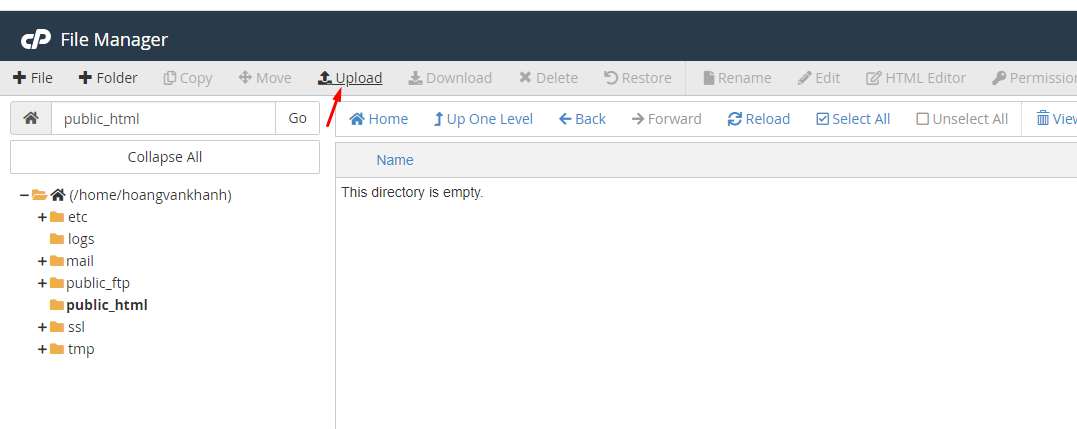 cP File Manager
File Folder Copy Move Upload Download Delete Restore Rename Edit HTML Editor Permission
public_html Go Home Up One Level Back Forward Reload Select All Unselect All View
Collapse All
Name
This directory is empty.
(/home/hoangvankhanh)
etc
logs
mail
public_ftp
public_html
ssl
tmp